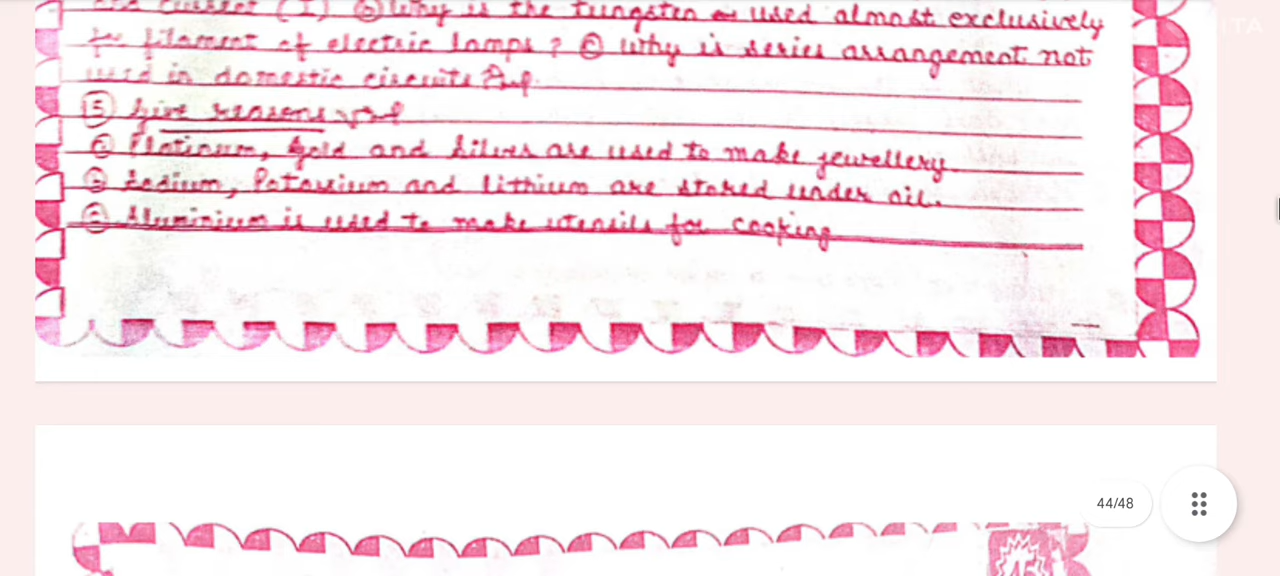 and current (I) ⓑ Why is the tungsten used almost exclusively
for filament of electric lamps? ⓒ Why is series arrangement not
used in domestic circuits
⑤ Give reasons
ⓐ Platinum, Gold and Silver are used to make jewellery.
ⓑ Sodium, Potassium and lithium are stored under oil.
ⓒ Aluminium is used to make utensils for cooking
44/48